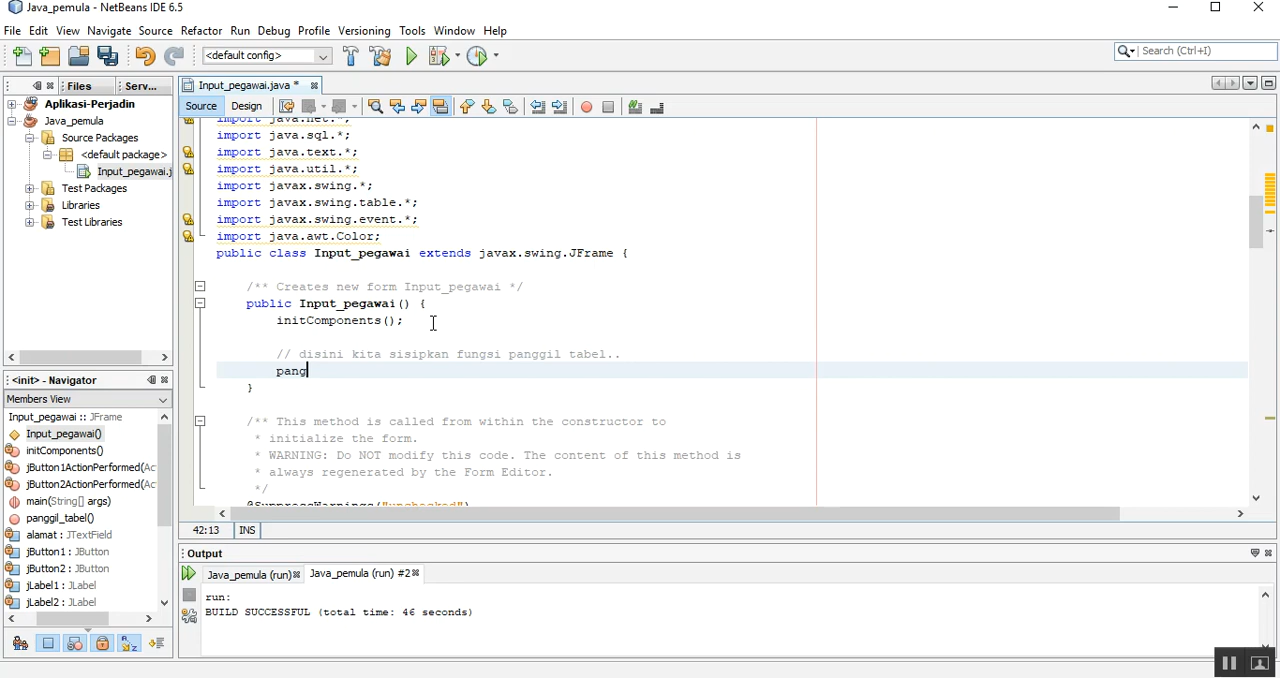 Java_pemula - NetBeans IDE 6.5
File Edit View Navigate Source Refactor Run Debug Profile Versioning Tools Window Help
<default config>
Search (Ctrl+I)
Files Serv...
Input_pegawai.java *
Aplikasi-Perjadin
Java_pemula
Source Packages
<default package>
Input_pegawai.j
Test Packages
Libraries
Test Libraries
Source Design
import java.net.*;
import java.sql.*;
import java.text.*;
import java.util.*;
import javax.swing.*;
import javax.swing.table.*;
import javax.swing.event.*;
import java.awt.Color;
public class Input_pegawai extends javax.swing.JFrame {
/** Creates new form Input_pegawai */
public Input_pegawai() {
initComponents();
// disini kita sisipkan fungsi panggil tabel..
pang
}
/** This method is called from within the constructor to
* initialize the form.
* WARNING: Do NOT modify this code. The content of this method is
* always regenerated by the Form Editor.
*/
@SuppressWarnings("unchecked")
42:13 INS
<init> - Navigator
Members View
Input_pegawai :: JFrame
Input_pegawai()
initComponents()
jButton1ActionPerformed(Ac
jButton2ActionPerformed(Ac
main(String[] args)
panggil_tabel()
alamat : JTextField
jButton1 : JButton
jButton2 : JButton
jLabel1 : JLabel
jLabel2 : JLabel
Output
Java_pemula (run) Java_pemula (run) #2
run:
BUILD SUCCESSFUL (total time: 46 seconds)